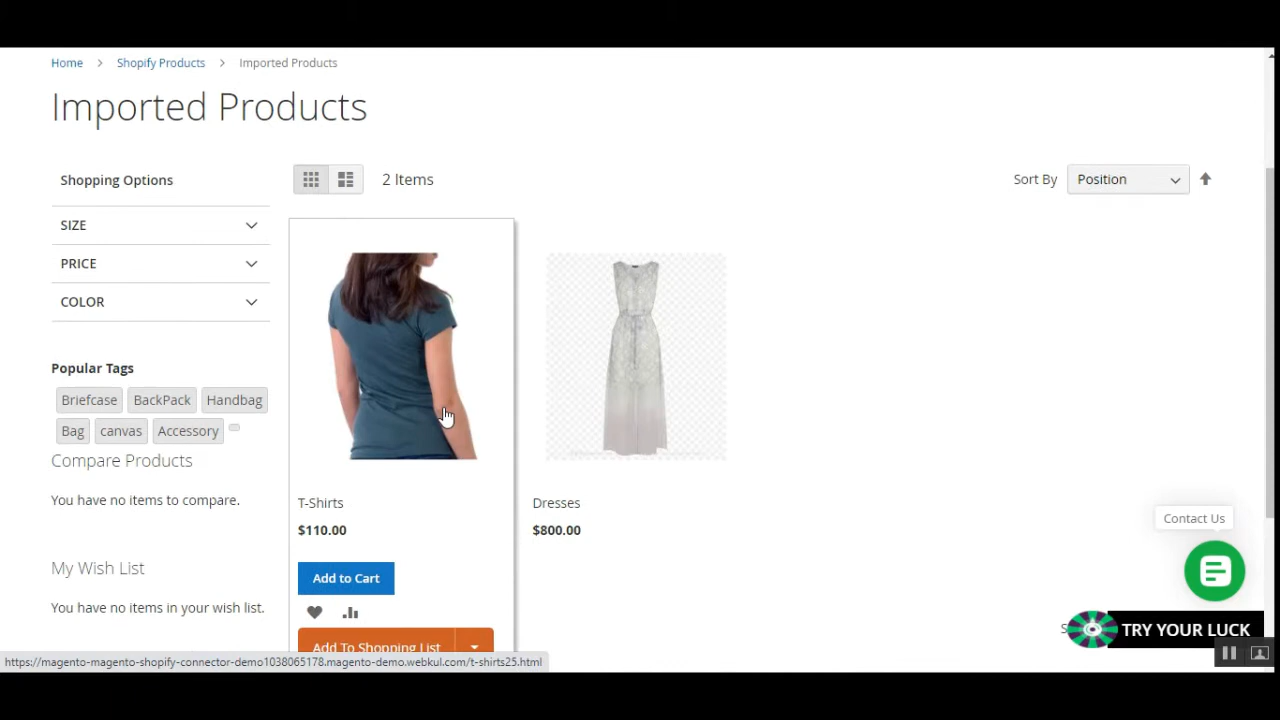 Home > Shopify Products > Imported Products
Imported Products
Shopping Options
2 Items
Sort By Position
SIZE
PRICE
COLOR
Popular Tags
Briefcase BackPack Handbag
Bag canvas Accessory
Compare Products
You have no items to compare.
My Wish List
You have no items in your wish list.
T-Shirts
$110.00
Add to Cart
Add To Shopping List
Dresses
$800.00
Contact Us
TRY YOUR LUCK
https://magento-magento-shopify-connector-demo1038065178.magento-demo.webkul.com/t-shirts25.html